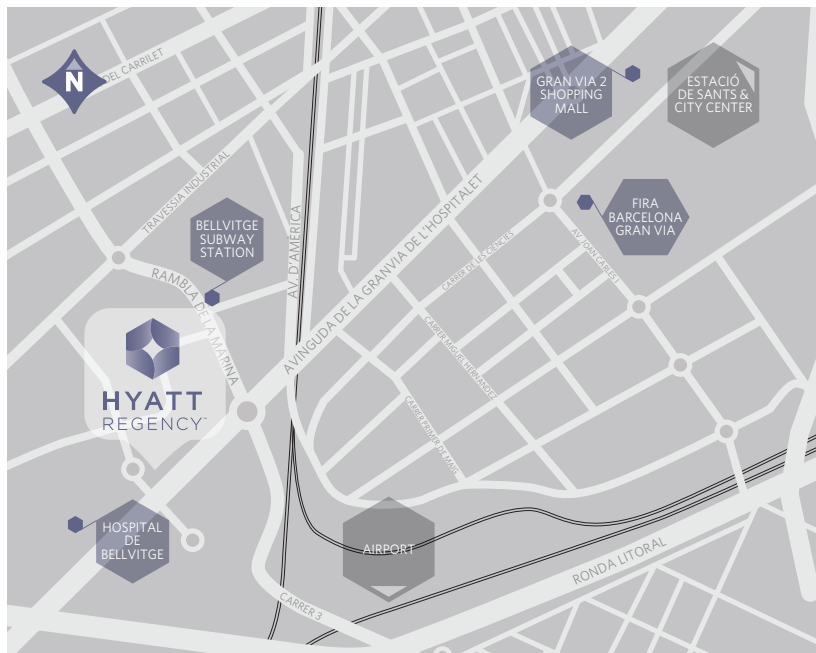 N
DEL CARRILET
GRAN VIA 2
SHOPPING
MALL
ESTACIÓ
DE SANTS &
CITY CENTER
TRAVESSIA INDUSTRIAL
BELLVITGE
SUBWAY
STATION
FIRA
BARCELONA
GRAN VIA
AV. D'AMERICA
AVINGUDA DE LA GRANVIA DE L'HOSPITALET
CARRER DE LES CIÈNCIES
AV. JOAN CARLES I
RAMBLA DE LA MARINA
HYATT
REGENCY™
CARRER MIGUEL HERNÁNDEZ
CARRER PRIMER DE MAIG
HOSPITAL
DE
BELLVITGE
AIRPORT
RONDA LITORAL
CARRER 3